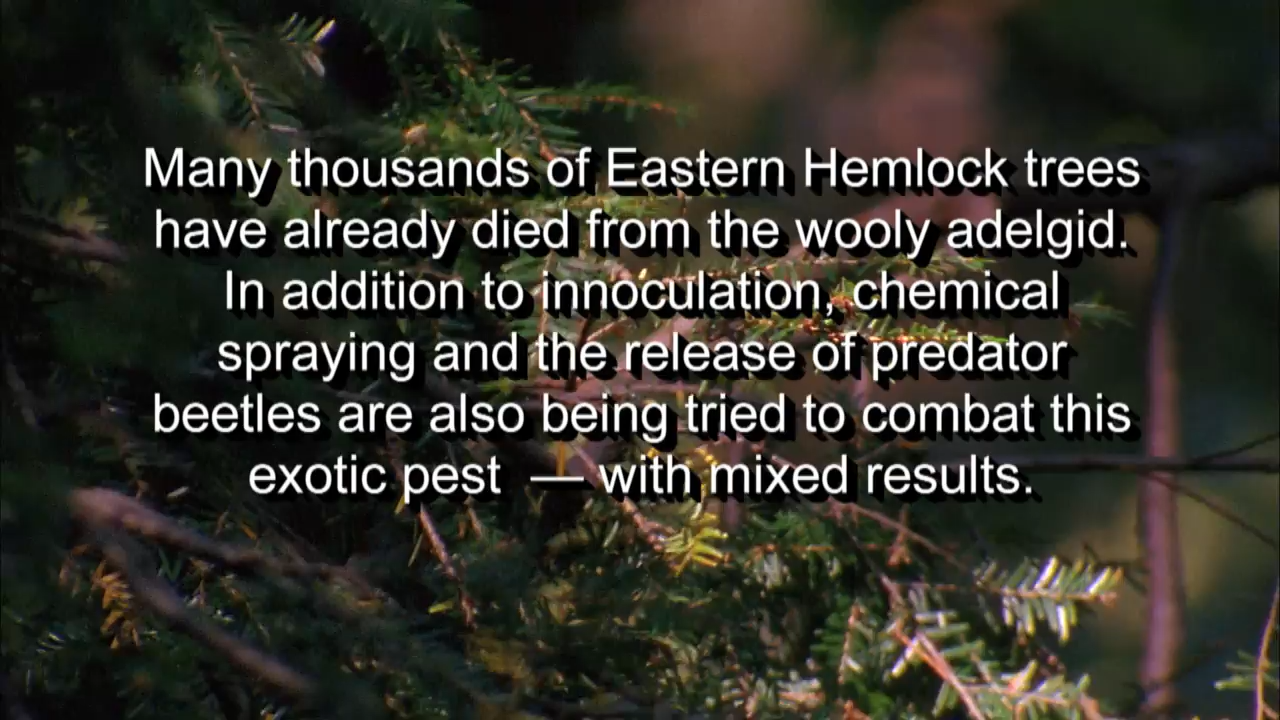 Many thousands of Eastern Hemlock trees
have already died from the wooly adelgid.
In addition to innoculation, chemical
spraying and the release of predator
beetles are also being tried to combat this
exotic pest — with mixed results.